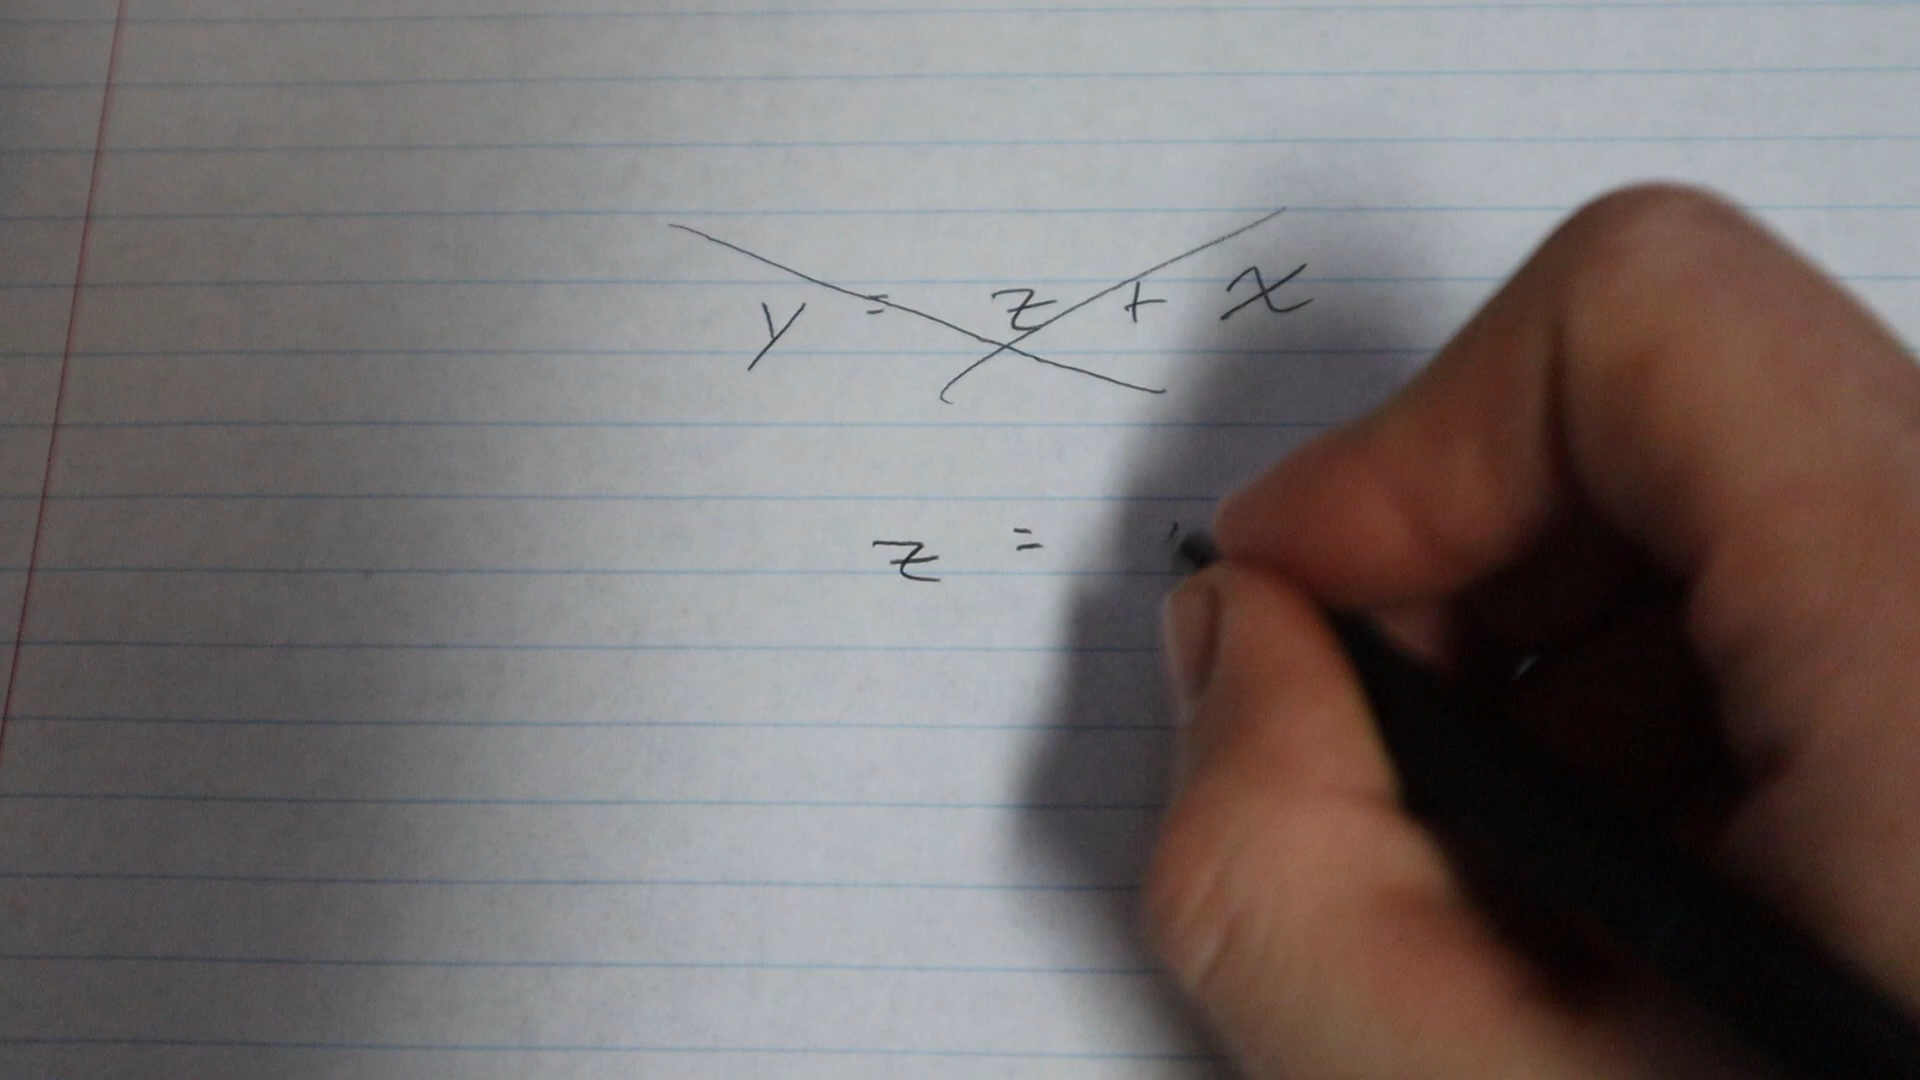 y = z + x
z =